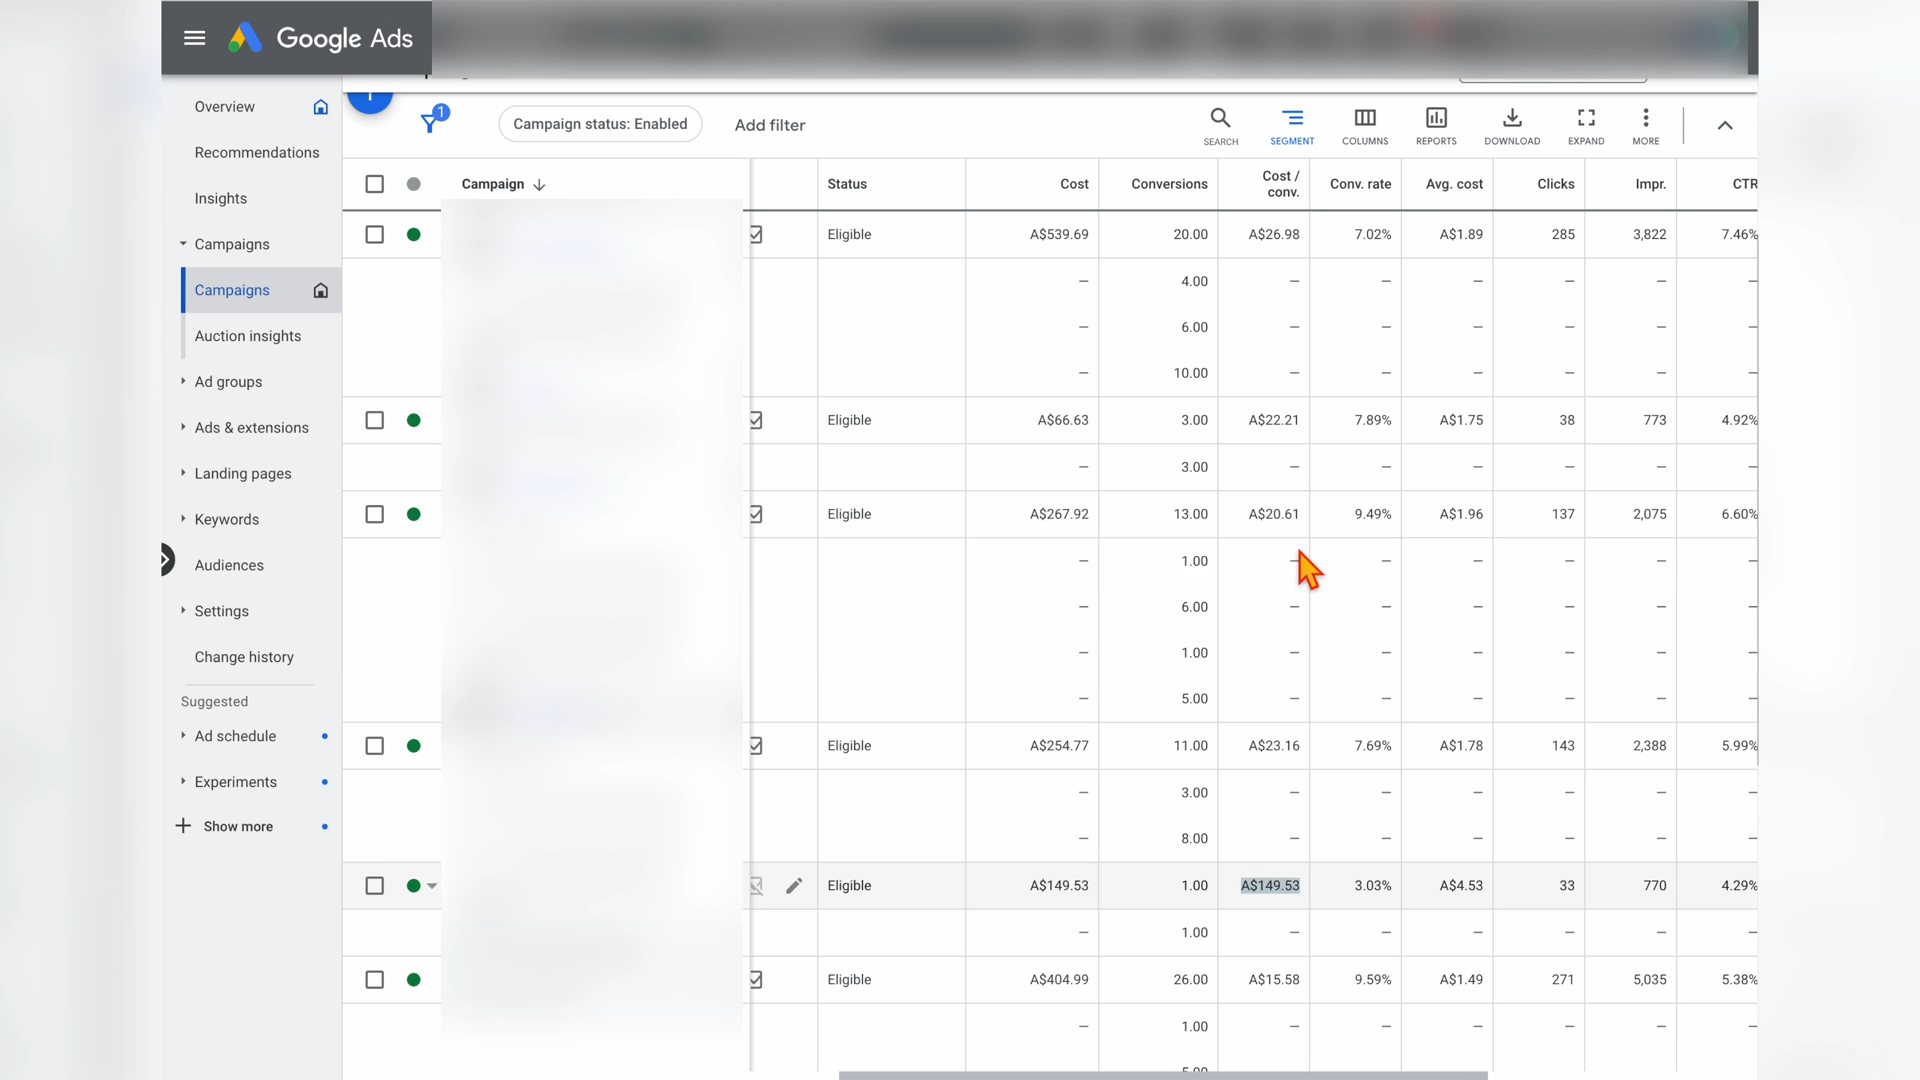 Google Ads
Overview
Recommendations
Insights
Campaigns
Campaigns
Auction insights
Ad groups
Ads & extensions
Landing pages
Keywords
Audiences
Settings
Change history
Suggested
Ad schedule
Experiments
Show more
1
Campaign status: Enabled
Add filter
SEARCH
SEGMENT
COLUMNS
REPORTS
DOWNLOAD
EXPAND
MORE
Campaign Status Cost Conversions Cost / conv. Conv. rate Avg. cost Clicks Impr. CTR
Eligible A$539.69 20.00 A$26.98 7.02% A$1.89 285 3,822 7.46%
– 4.00 – – – – – –
– 6.00 – – – – – –
– 10.00 – – – – – –
Eligible A$66.63 3.00 A$22.21 7.89% A$1.75 38 773 4.92%
– 3.00 – – – – – –
Eligible A$267.92 13.00 A$20.61 9.49% A$1.96 137 2,075 6.60%
– 1.00 – – – – – –
– 6.00 – – – – – –
– 1.00 – – – – – –
– 5.00 – – – – – –
Eligible A$254.77 11.00 A$23.16 7.69% A$1.78 143 2,388 5.99%
– 3.00 – – – – – –
– 8.00 – – – – – –
Eligible A$149.53 1.00 A$149.53 3.03% A$4.53 33 770 4.29%
– 1.00 – – – – – –
Eligible A$404.99 26.00 A$15.58 9.59% A$1.49 271 5,035 5.38%
– 1.00 – – – – – –